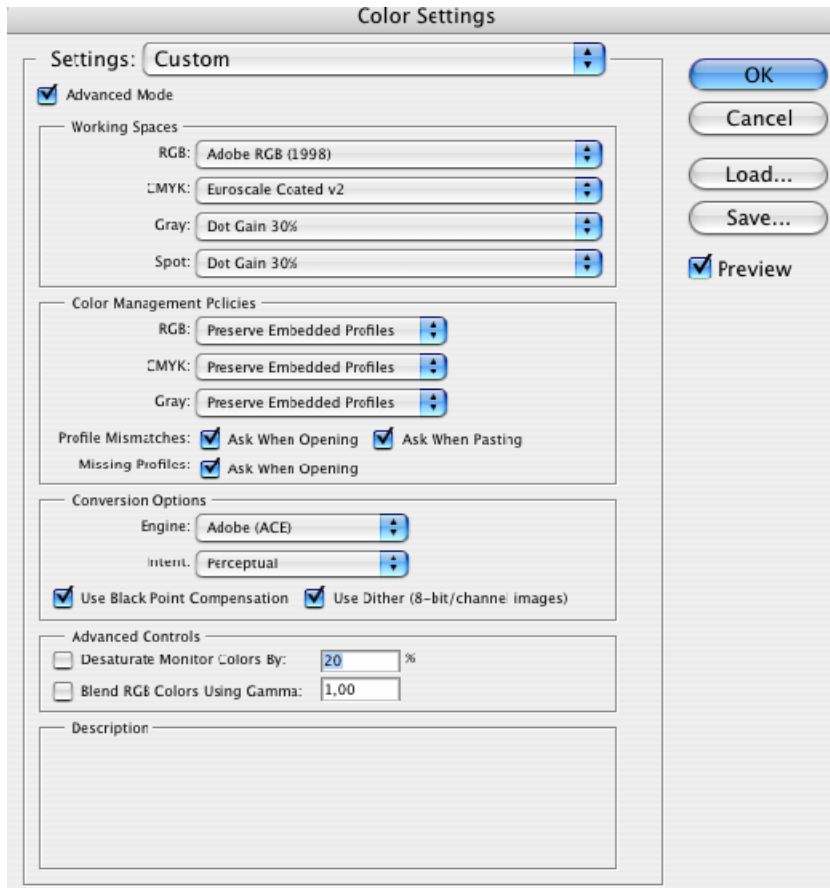 Color Settings
Settings: Custom
OK
Advanced Mode
Cancel
Working Spaces
RGB: Adobe RGB (1998)
Load...
CMYK: Euroscale Coated v2
Gray: Dot Gain 30%
Save...
Spot: Dot Gain 30%
Preview
Color Management Policies
RGB: Preserve Embedded Profiles
CMYK: Preserve Embedded Profiles
Gray: Preserve Embedded Profiles
Profile Mismatches: Ask When Opening Ask When Pasting
Missing Profiles: Ask When Opening
Conversion Options
Engine: Adobe (ACE)
Intent: Perceptual
Use Black Point Compensation Use Dither (8-bit/channel images)
Advanced Controls
Desaturate Monitor Colors By: 20 %
Blend RGB Colors Using Gamma: 1,00
Description